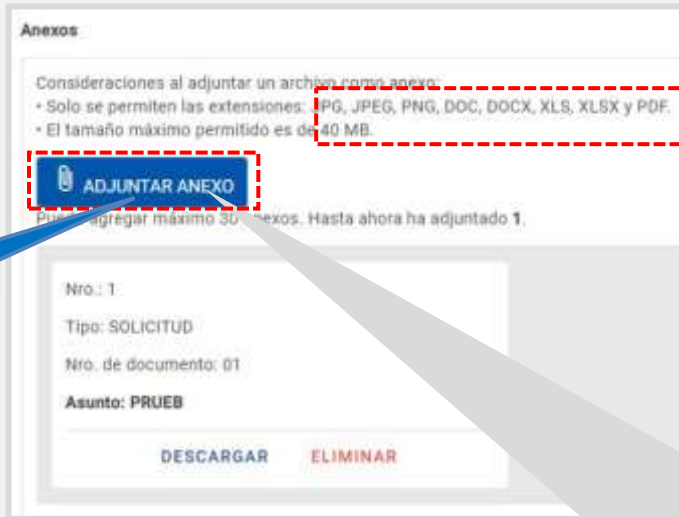 Anexos
Consideraciones al adjuntar un archivo como anexo:
• Solo se permiten las extensiones: JPG, JPEG, PNG, DOC, DOCX, XLS, XLSX y PDF.
• El tamaño máximo permitido es de 40 MB.
ADJUNTAR ANEXO
agregar máximo 30 anexos. Hasta ahora ha adjuntado 1.
Nro.: 1
Tipo: SOLICITUD
Nro. de documento: 01
Asunto: PRUEB
DESCARGAR ELIMINAR